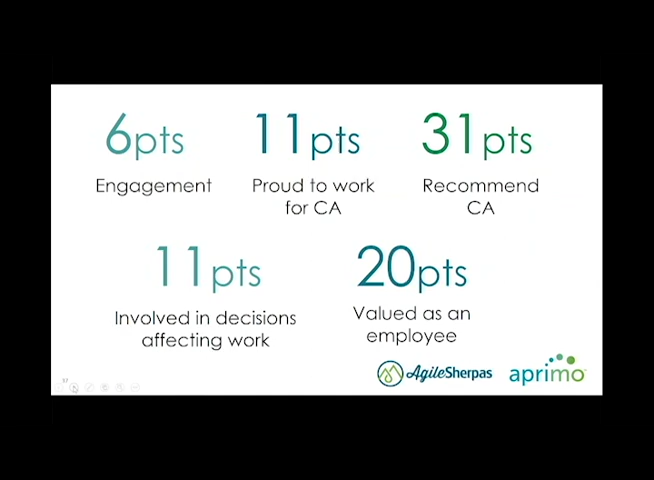 6pts
Engagement
11pts
Proud to work
for CA
31pts
Recommend
CA
11pts
Involved in decisions
affecting work
20pts
Valued as an
employee
AgileSherpas
aprimo